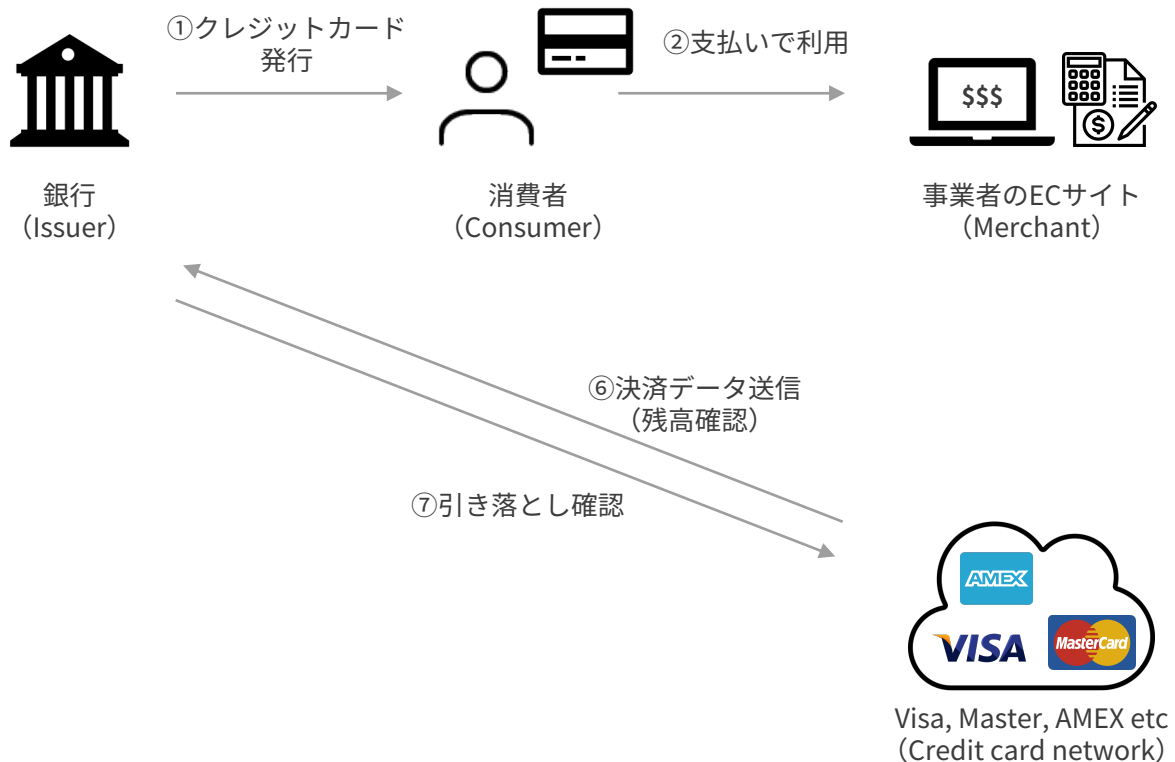 ①クレジットカード
発行
②支払いで利用
$$$
$
銀行
（Issuer）
消費者
（Consumer）
事業者のECサイト
（Merchant）
⑥決済データ送信
（残高確認）
⑦引き落とし確認
AMEX
VISA
MasterCard
Visa, Master, AMEX etc
（Credit card network）